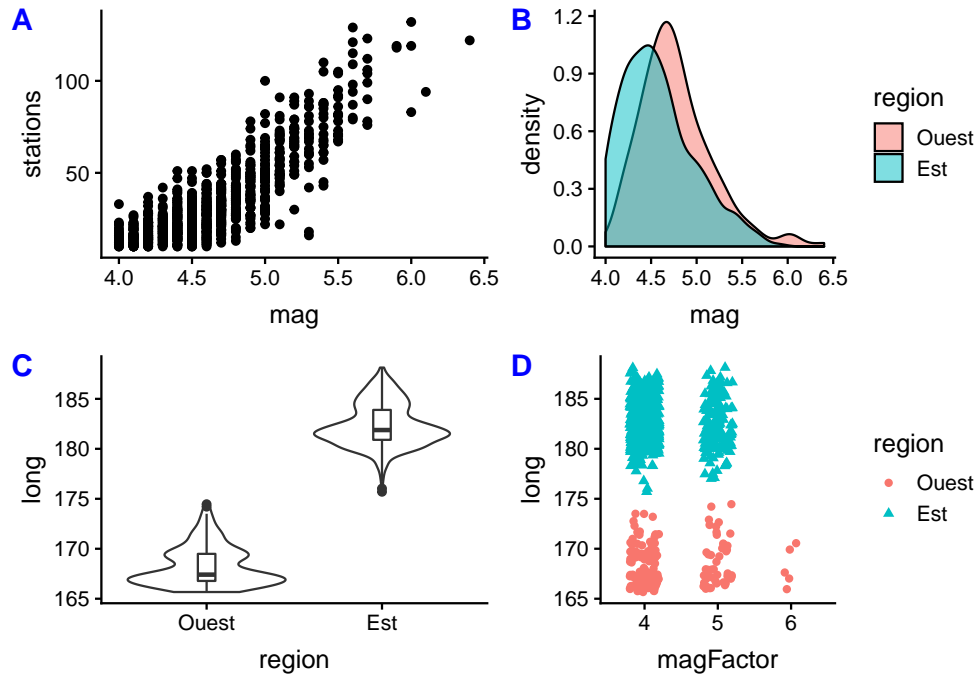 A
stations
100
50
4.0 4.5 5.0 5.5 6.0 6.5
mag
B
density
1.2
0.9
0.6
0.3
0.0
4.0 4.5 5.0 5.5 6.0 6.5
mag
region
Ouest
Est
C
long
185
180
175
170
165
Ouest Est
region
D
long
185
180
175
170
165
4 5 6
magFactor
region
Ouest
Est